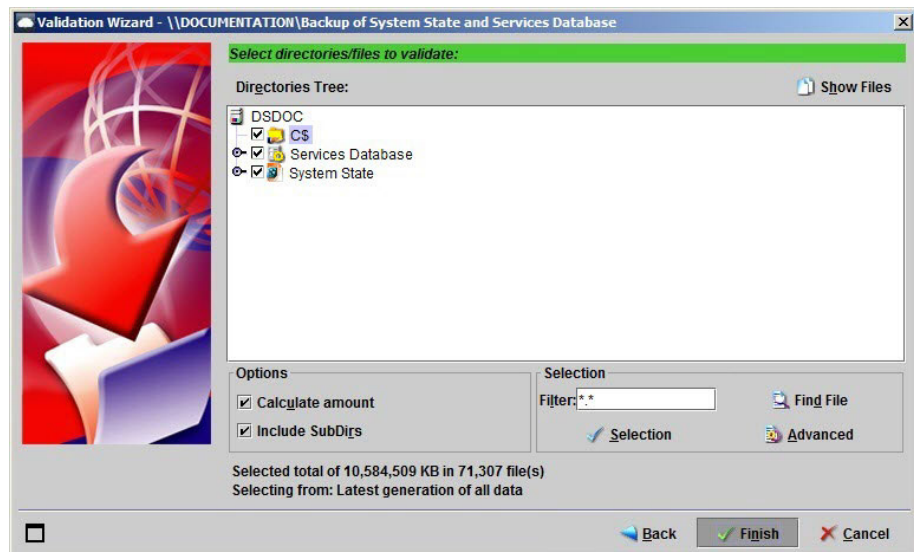 Validation Wizard - \\DOCUMENTATION\Backup of System State and Services Database
Select directories/files to validate:
Directories Tree:
Show Files
DSDOC
C$
Services Database
System State
Options
Calculate amount
Include SubDirs
Selection
Filter: *.*
Find File
Selection
Advanced
Selected total of 10,584,509 KB in 71,307 file(s)
Selecting from: Latest generation of all data
Back
Finish
Cancel